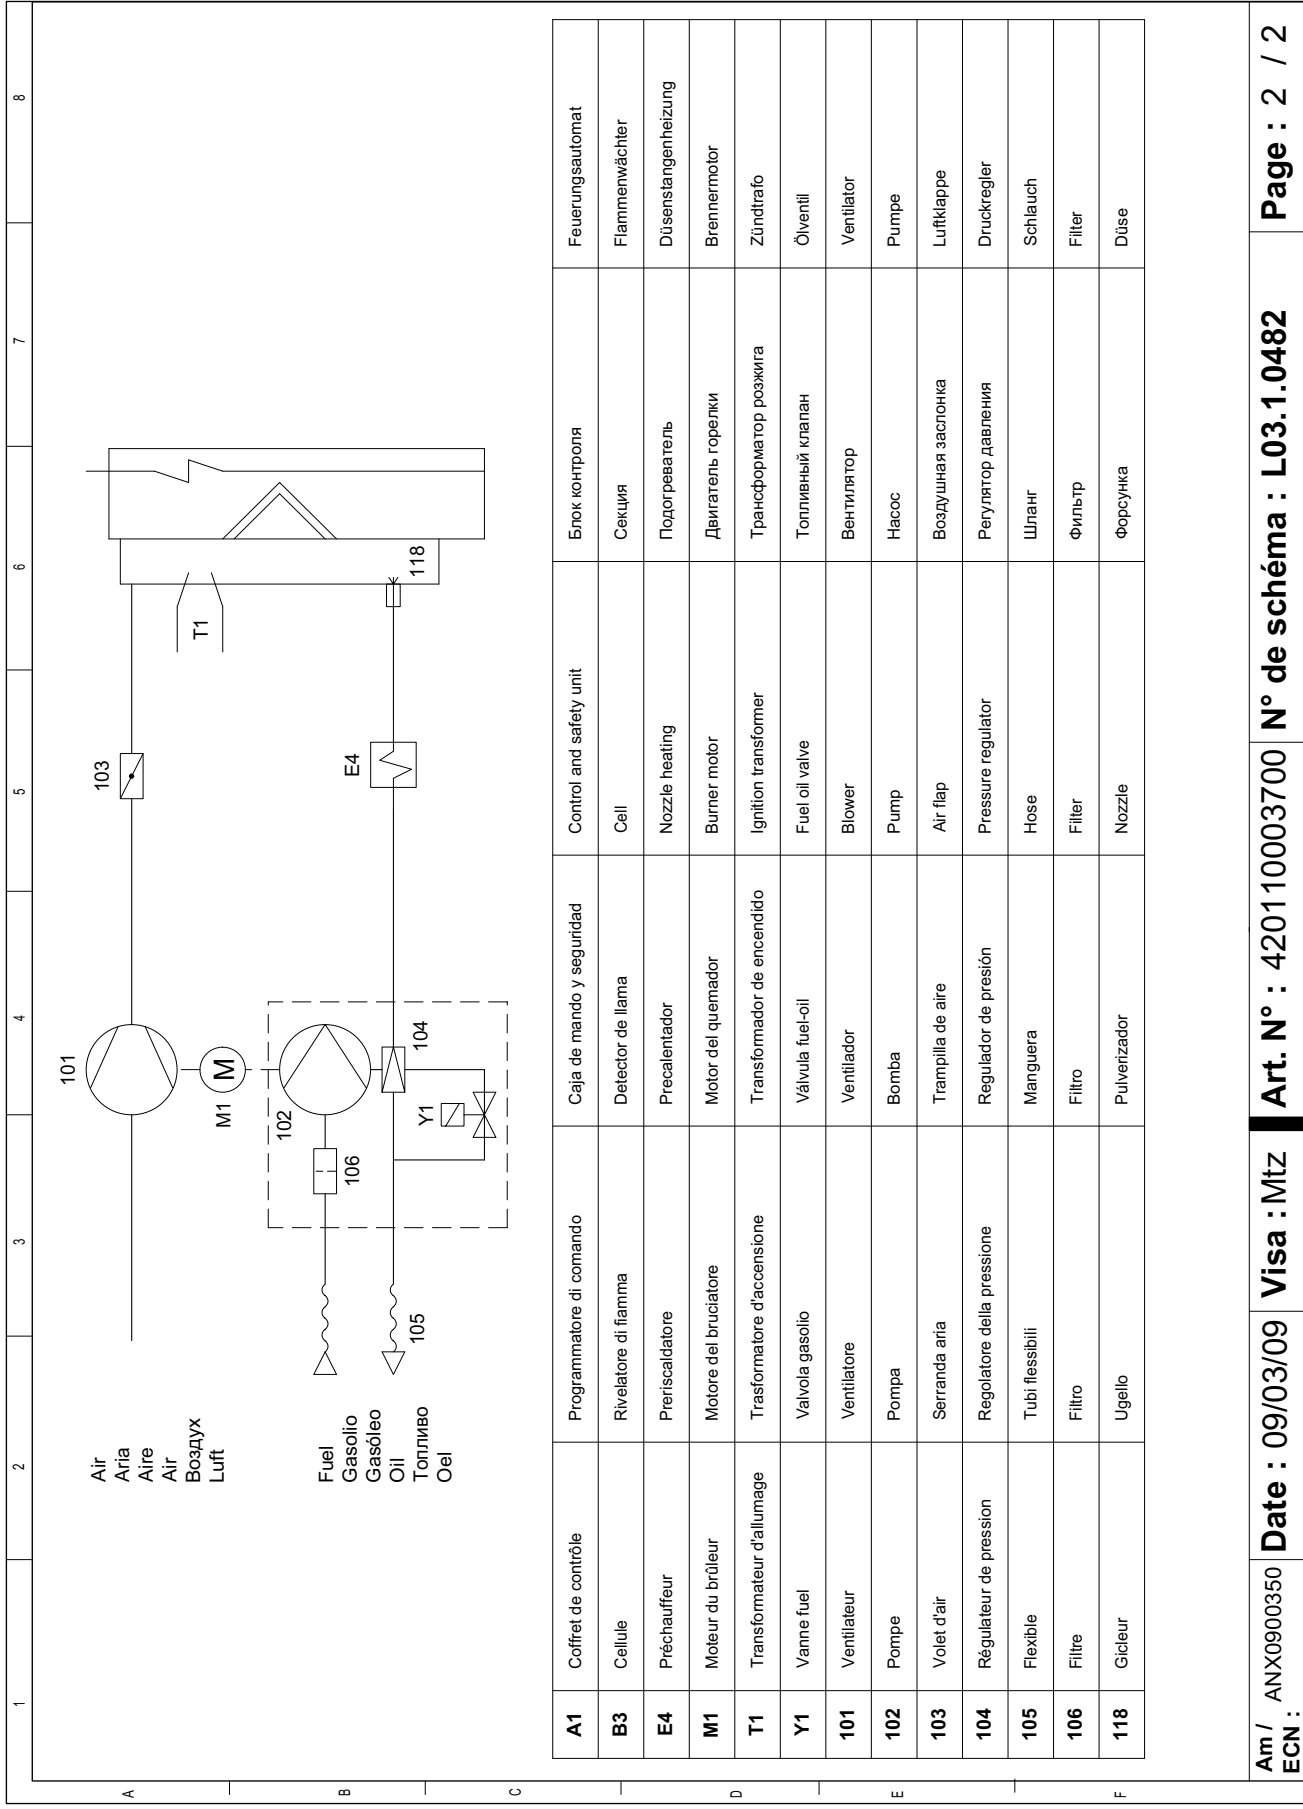 1 2 3 4 5 6 7 8
A
B
C
D
E
F
Air
Aria
Aire
Air
Воздух
Luft
101
103
T1
M1
M
Fuel
Gasolio
Gasóleo
Oil
Топливо
Oel
102
106
105
Y1
104
E4
118
A1 Coffret de contrôle Programmatore di comando Caja de mando y seguridad Control and safety unit Блок контроля Feuerungsautomat
B3 Cellule Rivelatore di fiamma Detector de llama Cell Секция Flammenwächter
E4 Préchauffeur Preriscaldatore Precalentador Nozzle heating Подогреватель Düsenstangenheizung
M1 Moteur du brûleur Motore del bruciatore Motor del quemador Burner motor Двигатель горелки Brennermotor
T1 Transformateur d'allumage Trasformatore d'accensione Transformador de encendido Ignition transformer Трансформатор розжига Zündtrafo
Y1 Vanne fuel Valvola gasolio Válvula fuel-oil Fuel oil valve Топливный клапан Ölventil
101 Ventilateur Ventilatore Ventilador Blower Вентилятор Ventilator
102 Pompe Pompa Bomba Pump Насос Pumpe
103 Volet d'air Serranda aria Trampilla de aire Air flap Воздушная заслонка Luftklappe
104 Régulateur de pression Regolatore della pressione Regulador de presión Pressure regulator Регулятор давления Druckregler
105 Flexible Tubi flessibili Manguera Hose Шланг Schlauch
106 Filtre Filtro Filtro Filter Фильтр Filter
118 Gicleur Ugello Pulverizador Nozzle Форсунка Düse
Am / ECN : ANX0900350 Date : 09/03/09 Visa : Mtz Art. N° : 420110003700 N° de schéma : L03.1.0482 Page : 2 / 2